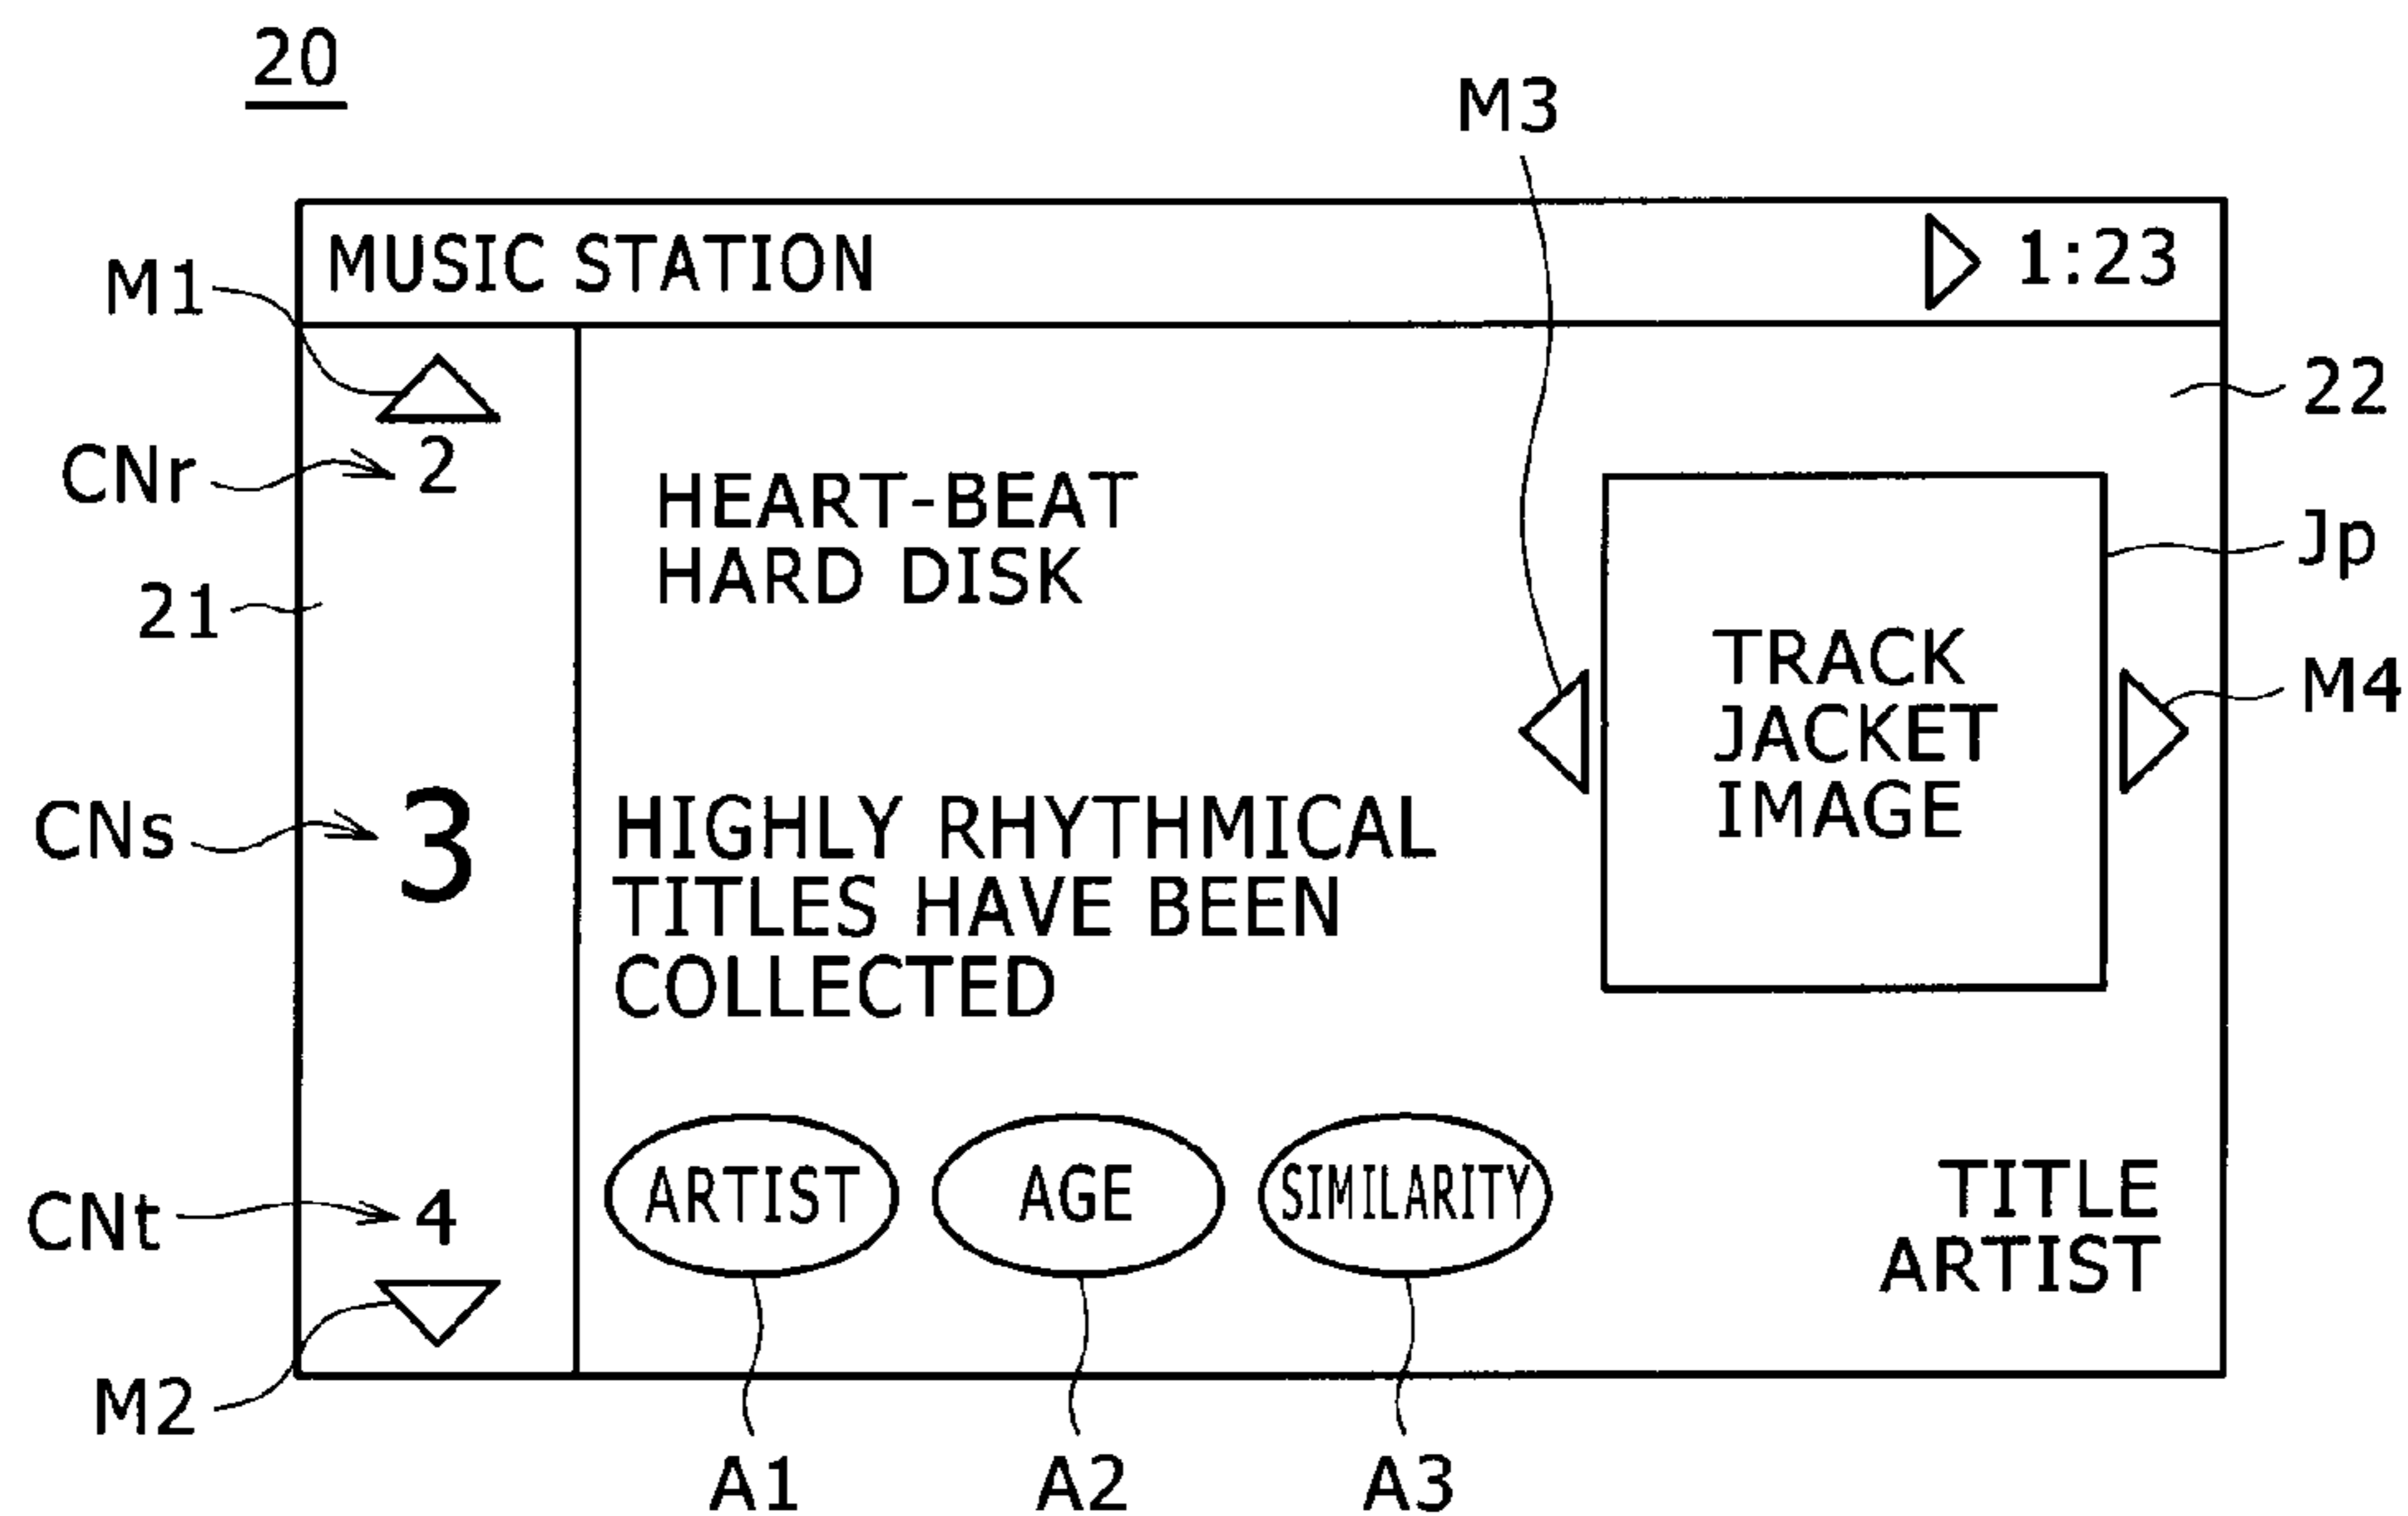 20
M3
MUSIC STATION
1:23
M1
22
CNr
2
HEART-BEAT
HARD DISK
Jp
21
TRACK
JACKET
IMAGE
M4
CNs
3
HIGHLY RHYTHMICAL
TITLES HAVE BEEN
COLLECTED
CNt
4
ARTIST
AGE
SIMILARITY
TITLE
ARTIST
M2
A1
A2
A3